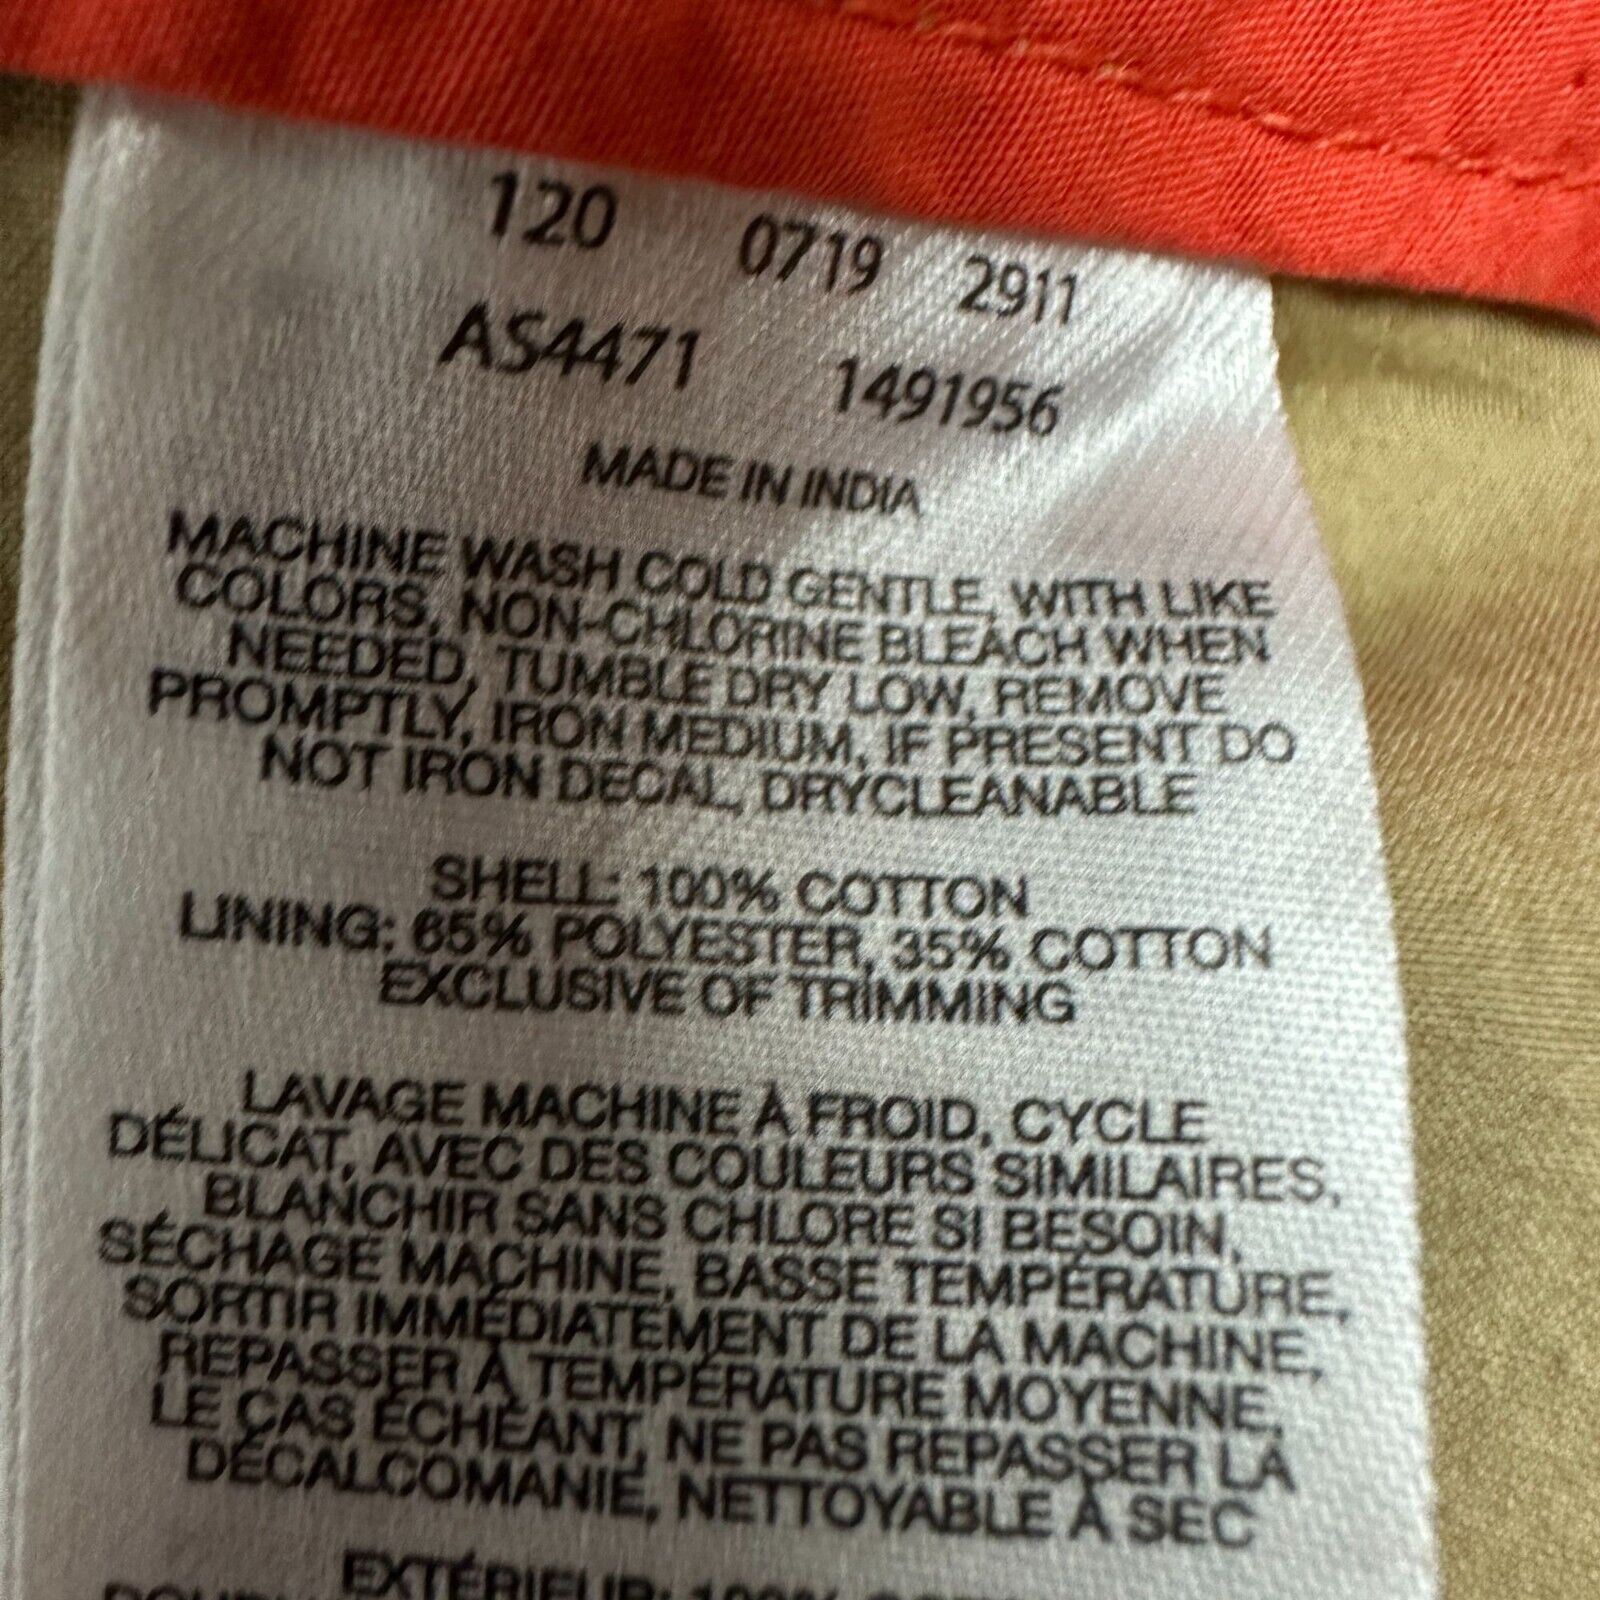 120 0719 2911
AS4471 1491956
MADE IN INDIA
MACHINE WASH COLD GENTLE, WITH LIKE
COLORS, NON-CHLORINE BLEACH WHEN
NEEDED, TUMBLE DRY LOW, REMOVE
PROMPTLY, IRON MEDIUM, IF PRESENT DO
NOT IRON DECAL, DRYCLEANABLE
SHELL: 100% COTTON
LINING: 65% POLYESTER, 35% COTTON
EXCLUSIVE OF TRIMMING
LAVAGE MACHINE À FROID, CYCLE
DÉLICAT, AVEC DES COULEURS SIMILAIRES,
BLANCHIR SANS CHLORE SI BESOIN,
SÉCHAGE MACHINE, BASSE TEMPÉRATURE,
SORTIR IMMÉDIATEMENT DE LA MACHINE,
REPASSER À TEMPÉRATURE MOYENNE,
LE CAS ÉCHÉANT, NE PAS REPASSER LA
DÉCALCOMANIE, NETTOYABLE À SEC
EXTÉRIEUR: 100%